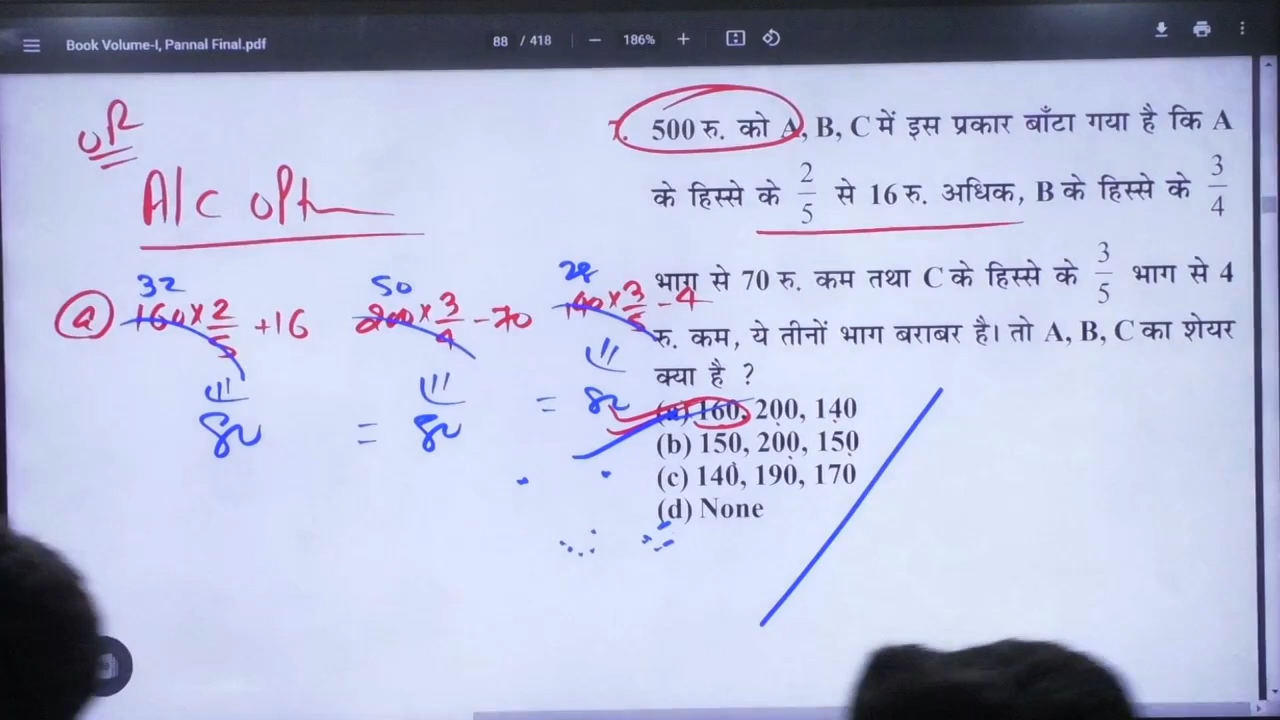 Book Volume-I, Pannal Final.pdf
88 / 418
186%
OR
A/c opt
7. 500 रु. को A, B, C में इस प्रकार बाँटा गया है कि A
के हिस्से के 2/5 से 16 रु. अधिक, B के हिस्से के 3/4
भाग से 70 रु. कम तथा C के हिस्से के 3/5 भाग से 4
रु. कम, ये तीनों भाग बराबर है। तो A, B, C का शेयर
क्या है ?
(a) 160, 200, 140
(b) 150, 200, 150
(c) 140, 190, 170
(d) None
32 50 28
(a) 160 × 2/5 + 16 200 × 3/4 - 70 140 × 3/5 - 4
80 = 80 = 80